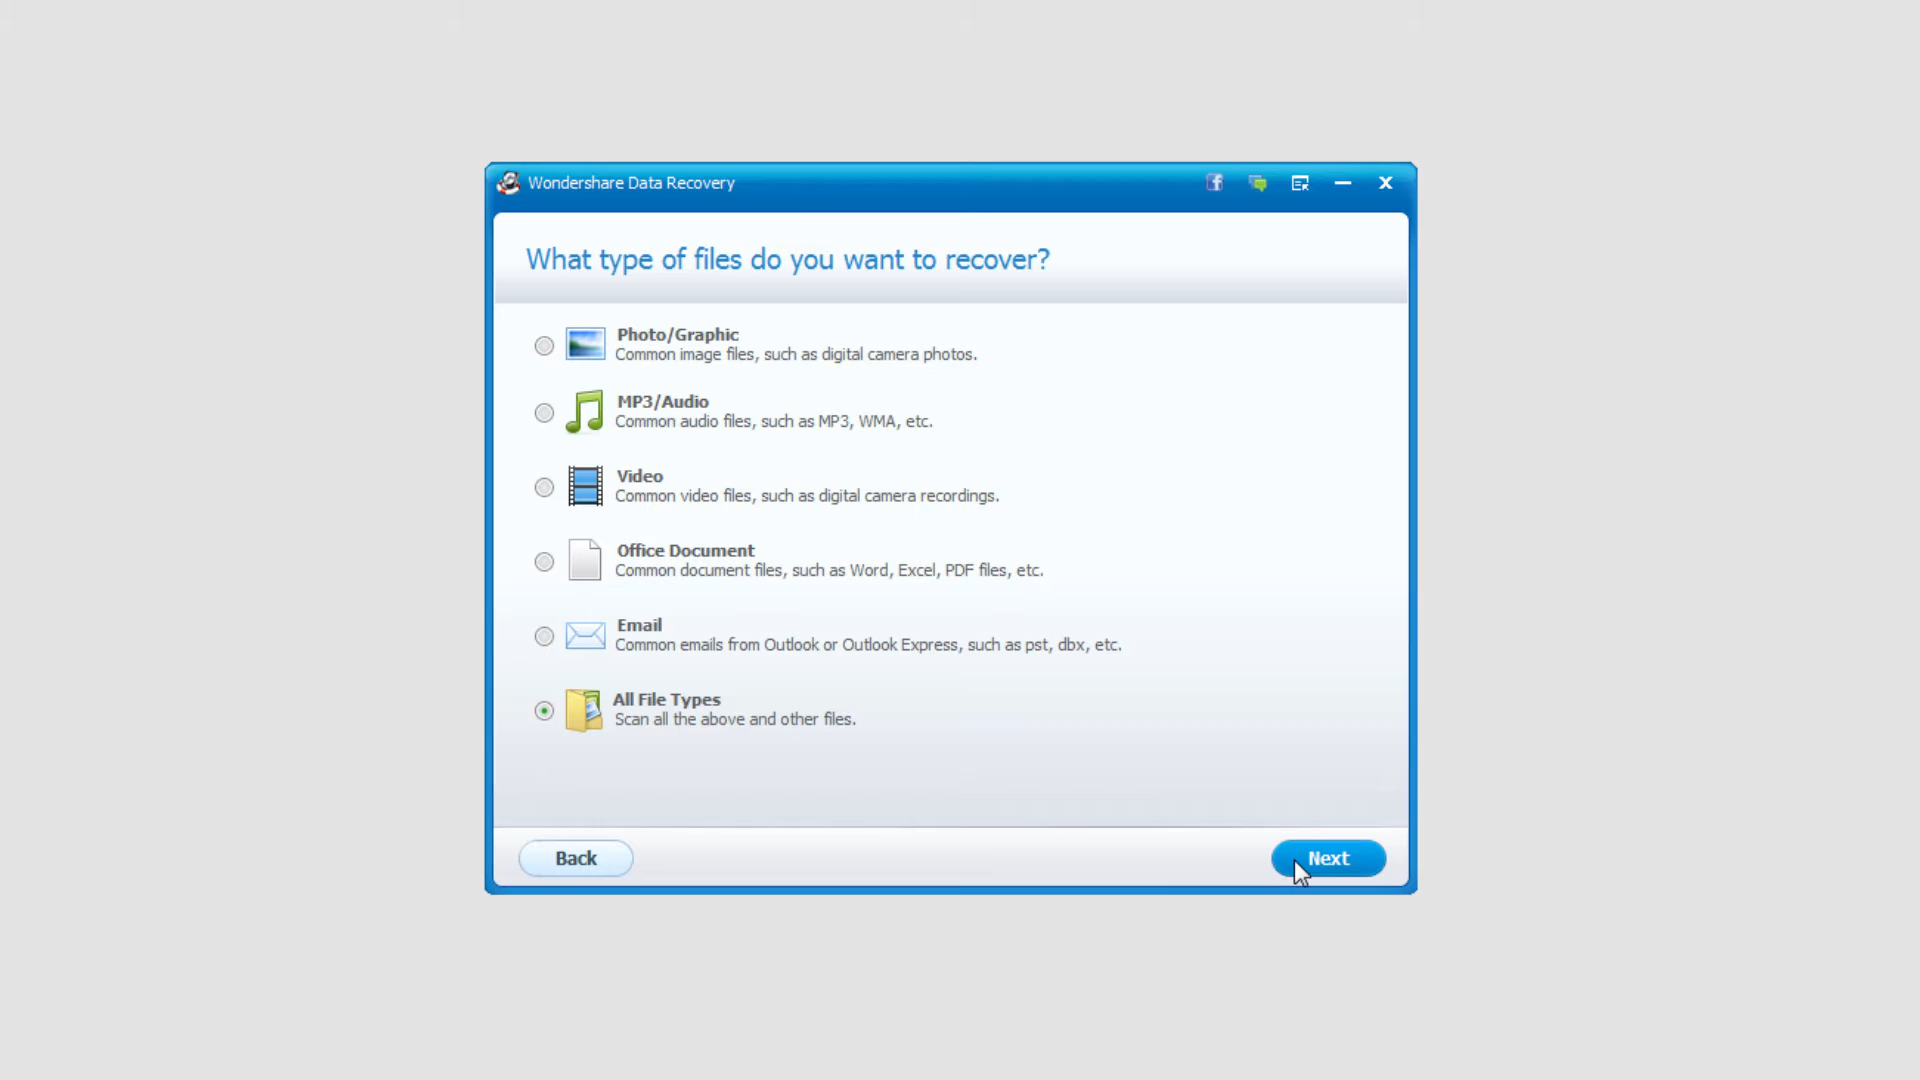 Wondershare Data Recovery
What type of files do you want to recover?
Photo/Graphic
Common image files, such as digital camera photos.
MP3/Audio
Common audio files, such as MP3, WMA, etc.
Video
Common video files, such as digital camera recordings.
Office Document
Common document files, such as Word, Excel, PDF files, etc.
Email
Common emails from Outlook or Outlook Express, such as pst, dbx, etc.
All File Types
Scan all the above and other files.
Back
Next